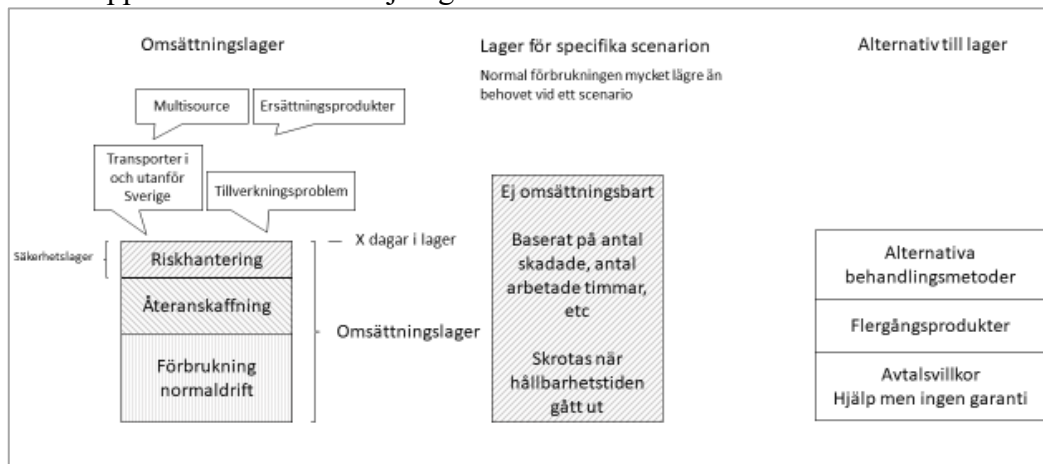 Omsättningslager
Lager för specifika scenarion
Alternativ till lager
Normal förbrukningen mycket lägre än
behovet vid ett scenario
Multisource
Ersättningsprodukter
Transporter i
och utanför
Sverige
Tillverkningsproblem
Säkerhetslager
Riskhantering
Återanskaffning
Förbrukning
normaldrift
X dagar i lager
Omsättningslager
Ej omsättningsbart
Baserat på antal
skadade, antal
arbetade timmar,
etc
Skrotas när
hållbarhetstiden
gått ut
Alternativa
behandlingsmetoder
Flergångsprodukter
Avtalsvillkor
Hjälp men ingen garanti